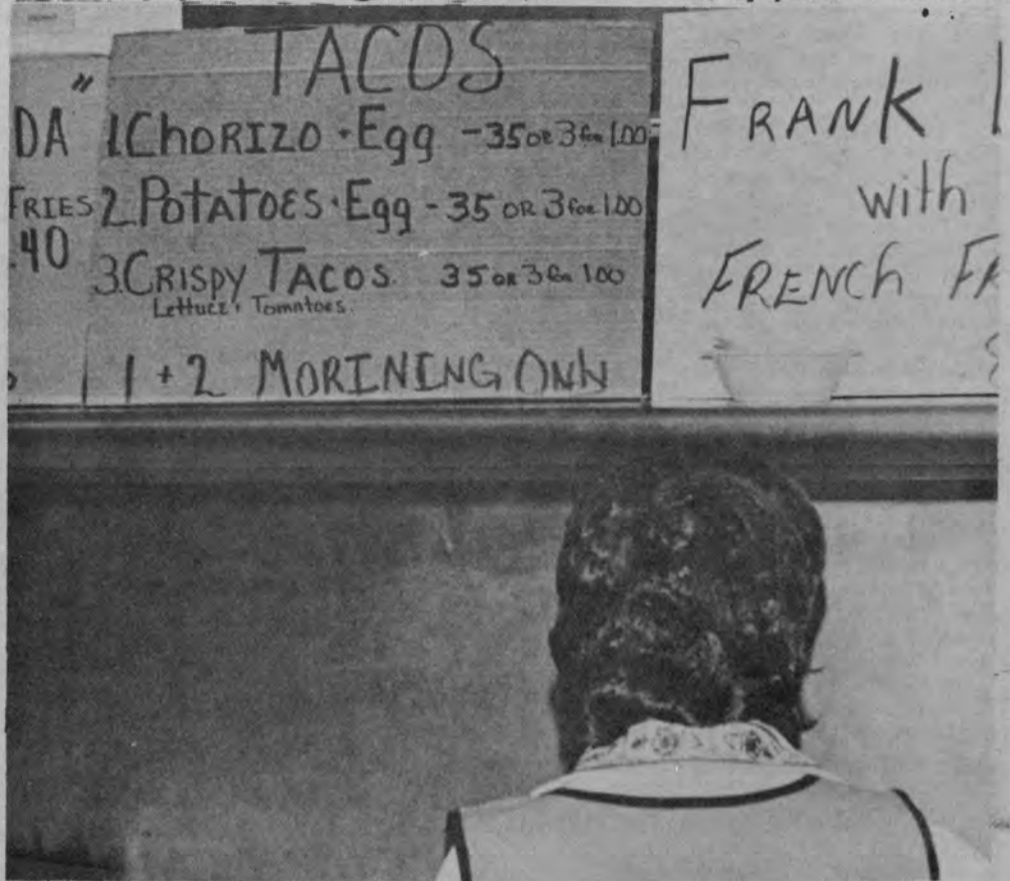 DA"
FRIES
.40
TACOS
1. ChORIZO + Egg - 35 OR 3 FOR 1.00
2. POTATOES + Egg - 35 OR 3 FOR 1.00
3. CRISPY TACOS. 35 OR 3 FOR 1.00
Lettuce + Tomatoes.
1 + 2 MORINING ONLY
FRANK
with
FRENCh FR